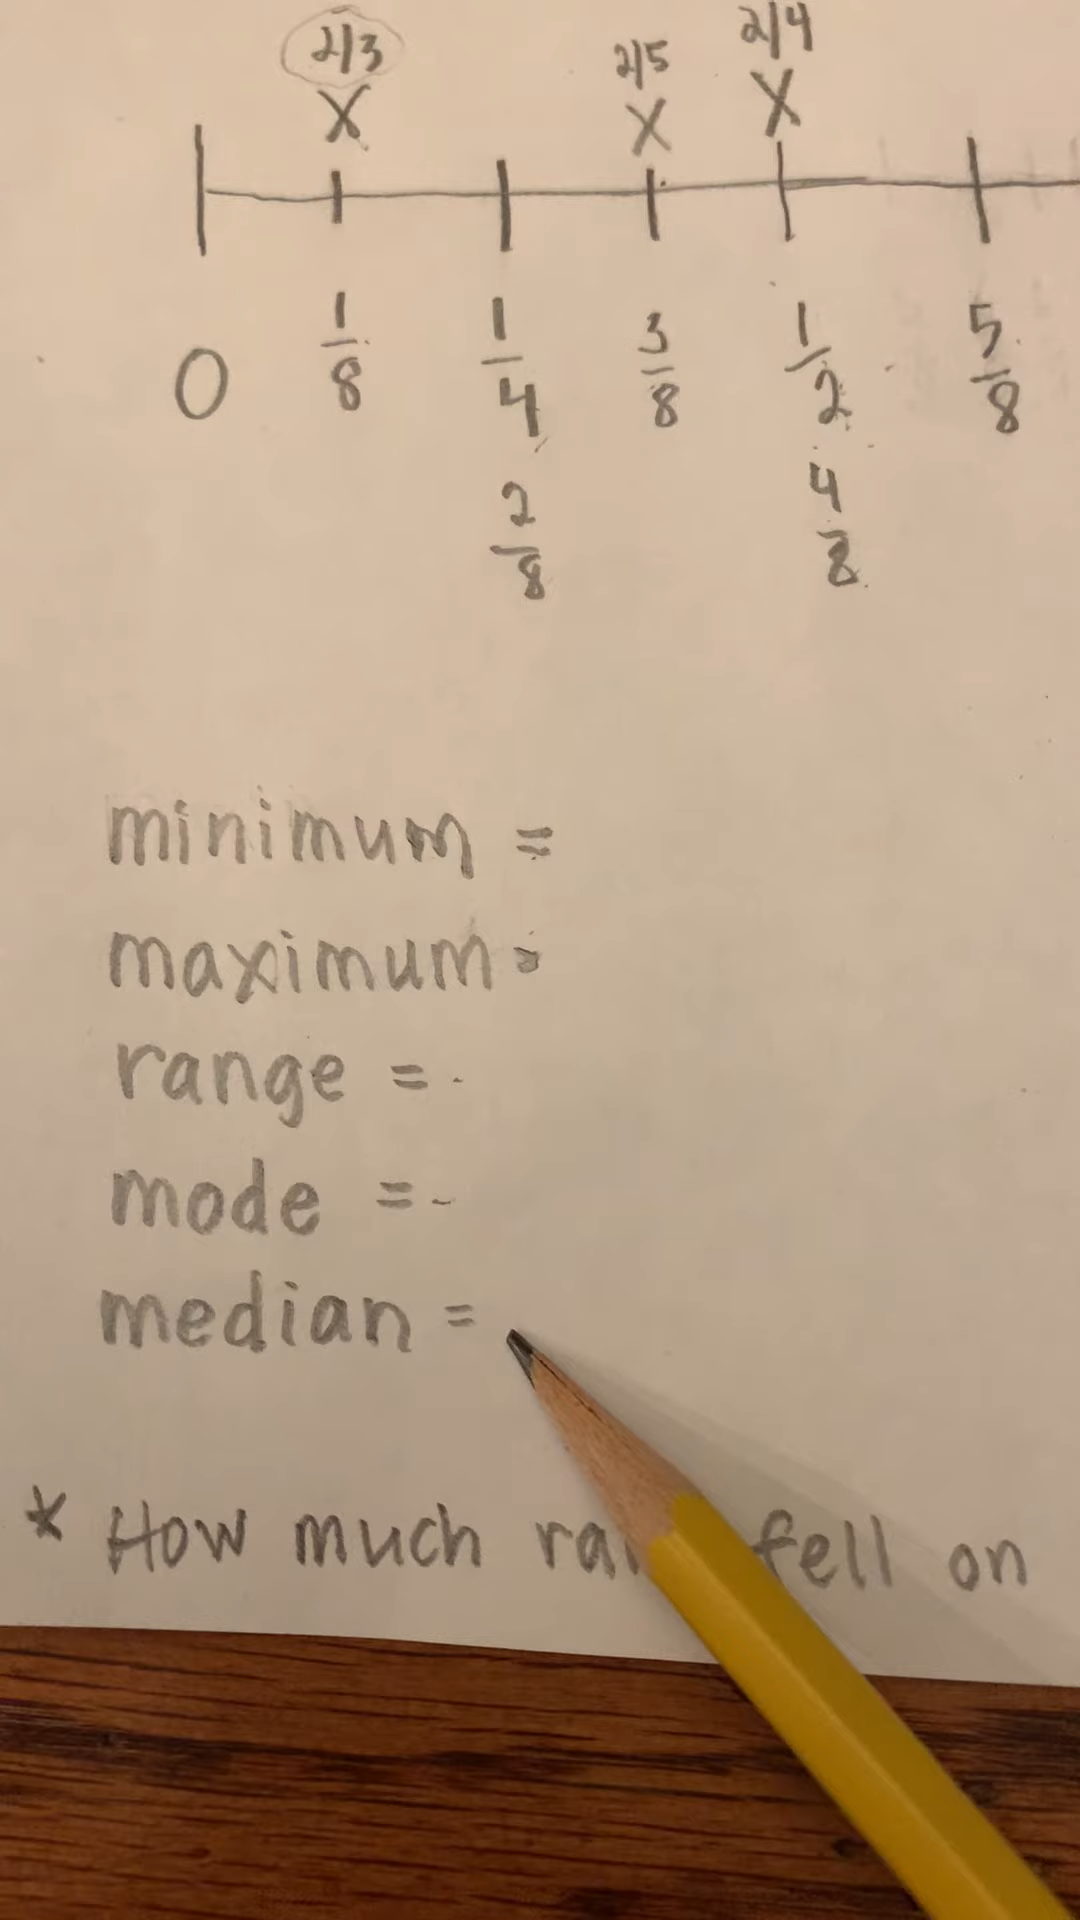 2/3 2/5 2/4
X X X
0 1/8 1/4 3/8 1/2 5/8
2/8 4/8
minimum =
maximum =
range =
mode =
median =
* How much fell on